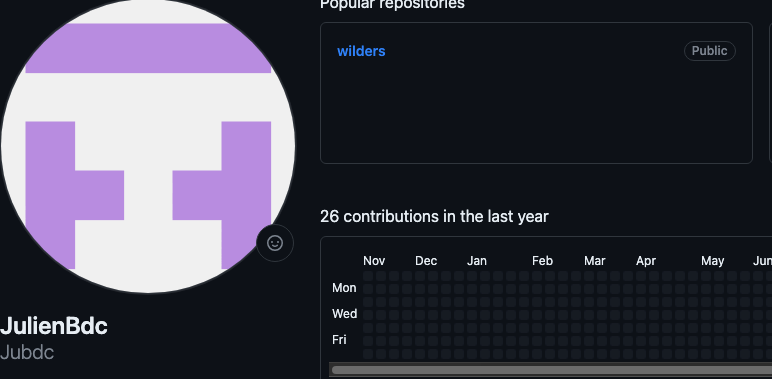 Popular repositories
wilders
Public
26 contributions in the last year
Nov Dec Jan Feb Mar Apr May Jun
Mon
Wed
Fri
JulienBdc
Jubdc